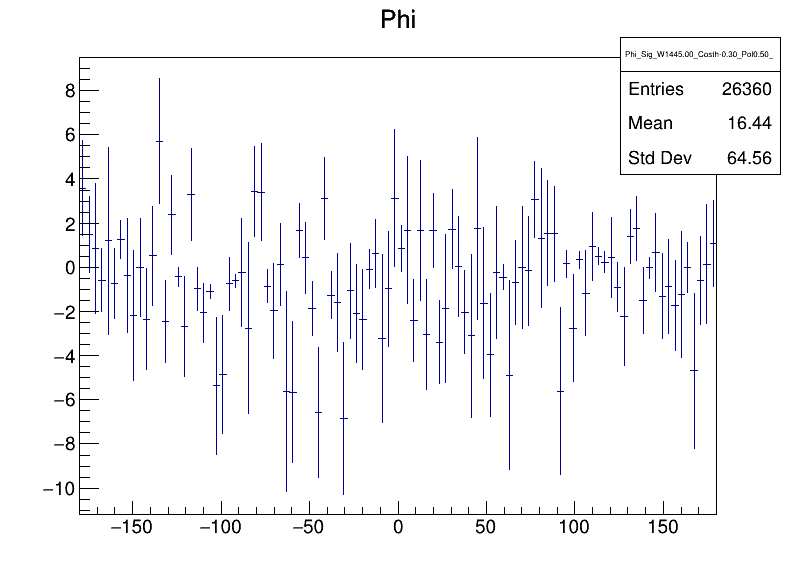 Phi
Phi_Sig_W1445.00_Costh-0.30_Pol0.50_
Entries 26360
Mean 16.44
Std Dev 64.56
8
6
4
2
0
−2
−4
−6
−8
−10
−150 −100 −50 0 50 100 150